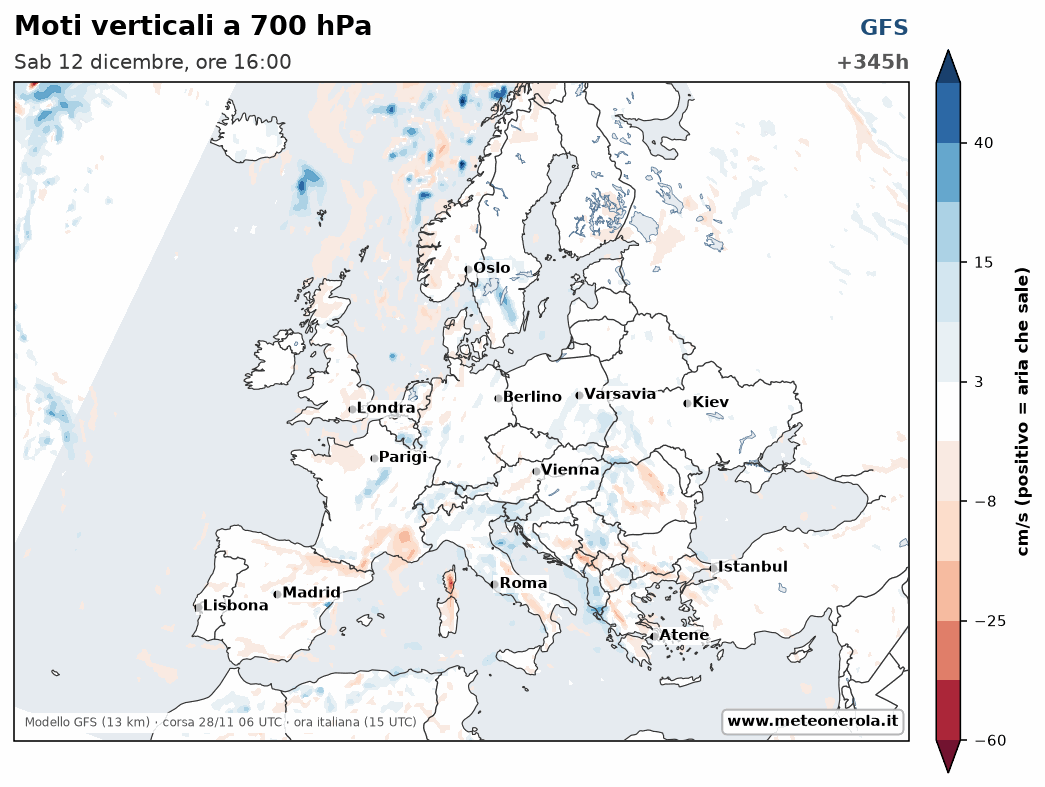 Moti verticali a 700 hPa
GFS
Sab 12 dicembre, ore 16:00
+345h
40
15
3
−8
−25
−60
cm/s (positivo = aria che sale)
Oslo
Londra
Berlino
Varsavia
Kiev
Parigi
Vienna
Istanbul
Roma
Madrid
Lisbona
Atene
Modello GFS (13 km) · corsa 28/11 06 UTC · ora italiana (15 UTC)
www.meteonerola.it